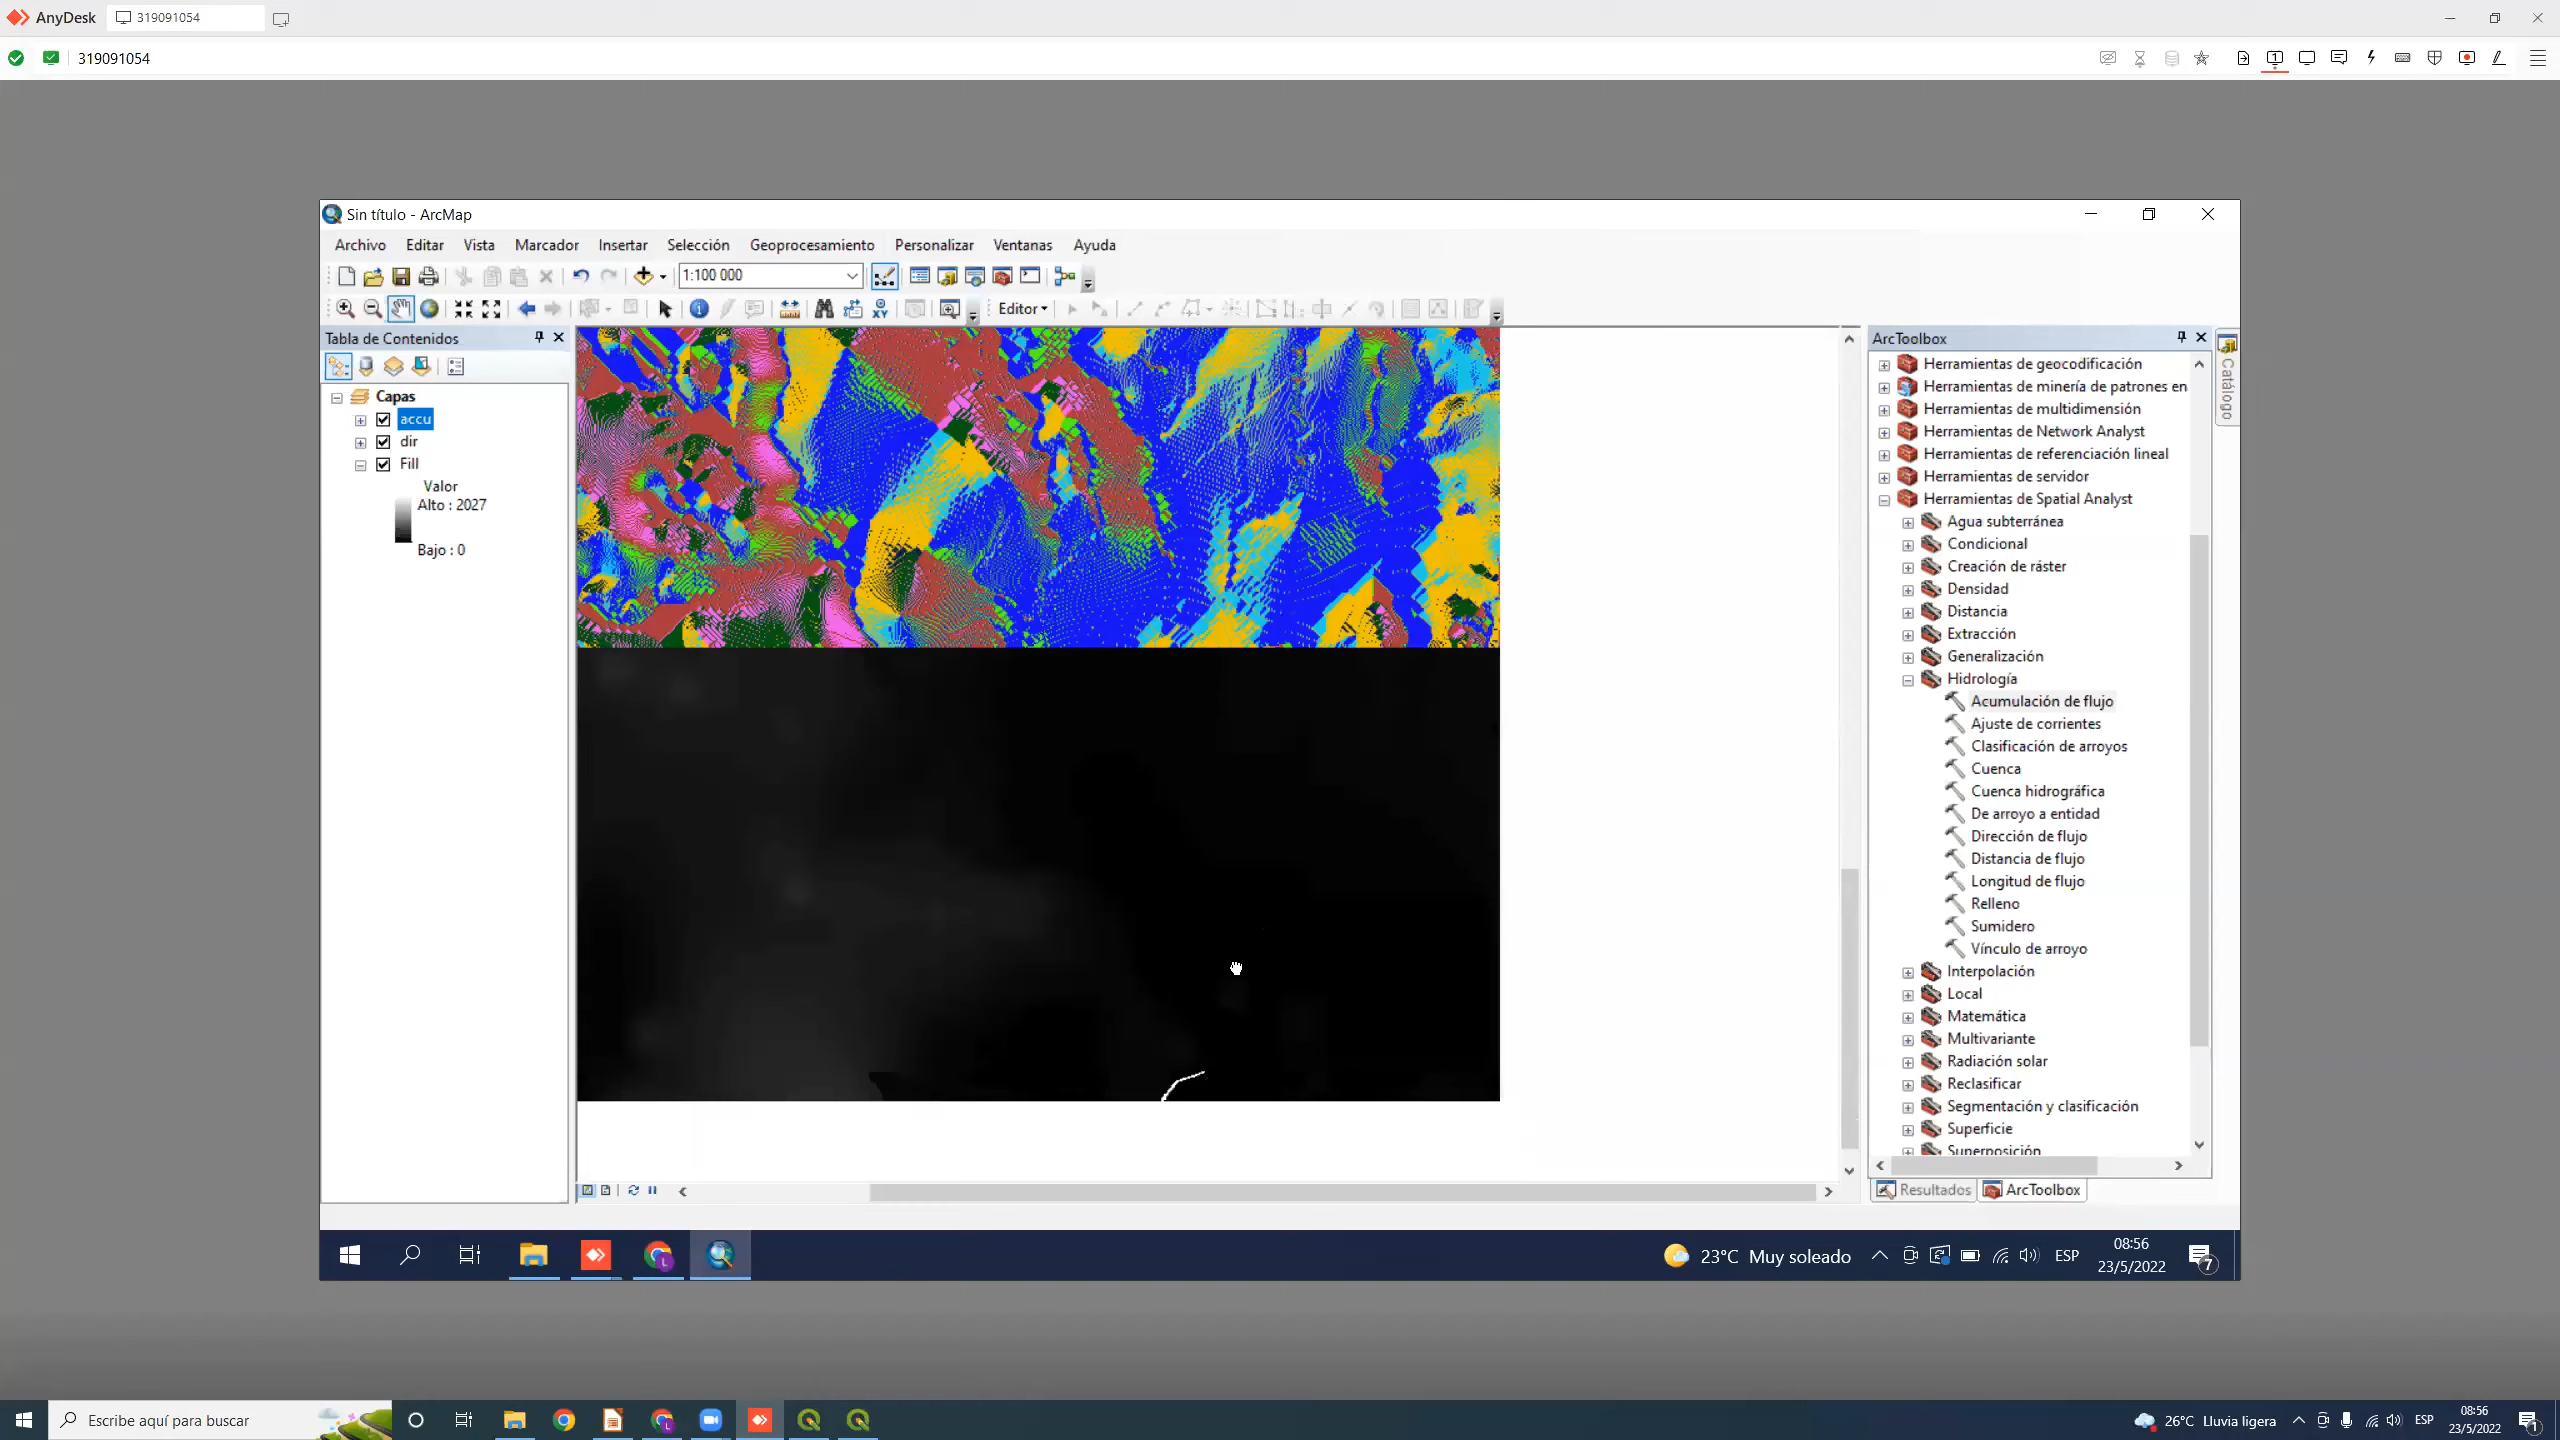 AnyDesk
319091054
319091054
Sin título - ArcMap
Archivo Editar Vista Marcador Insertar Selección Geoprocesamiento Personalizar Ventanas Ayuda
1:100 000
Editor
Tabla de Contenidos
Capas
accu
dir
Fill
Valor
Alto : 2027
Bajo : 0
ArcToolbox
Herramientas de geocodificación
Herramientas de minería de patrones en
Herramientas de multidimensión
Herramientas de Network Analyst
Herramientas de referenciación lineal
Herramientas de servidor
Herramientas de Spatial Analyst
Agua subterránea
Condicional
Creación de ráster
Densidad
Distancia
Extracción
Generalización
Hidrología
Acumulación de flujo
Ajuste de corrientes
Clasificación de arroyos
Cuenca
Cuenca hidrográfica
De arroyo a entidad
Dirección de flujo
Distancia de flujo
Longitud de flujo
Relleno
Sumidero
Vínculo de arroyo
Interpolación
Local
Matemática
Multivariante
Radiación solar
Reclasificar
Segmentación y clasificación
Superficie
Superposición
Resultados ArcToolbox
Catálogo
23°C Muy soleado
ESP
08:56
23/5/2022
7
Escribe aquí para buscar
26°C Lluvia ligera
ESP
08:56
23/5/2022
1